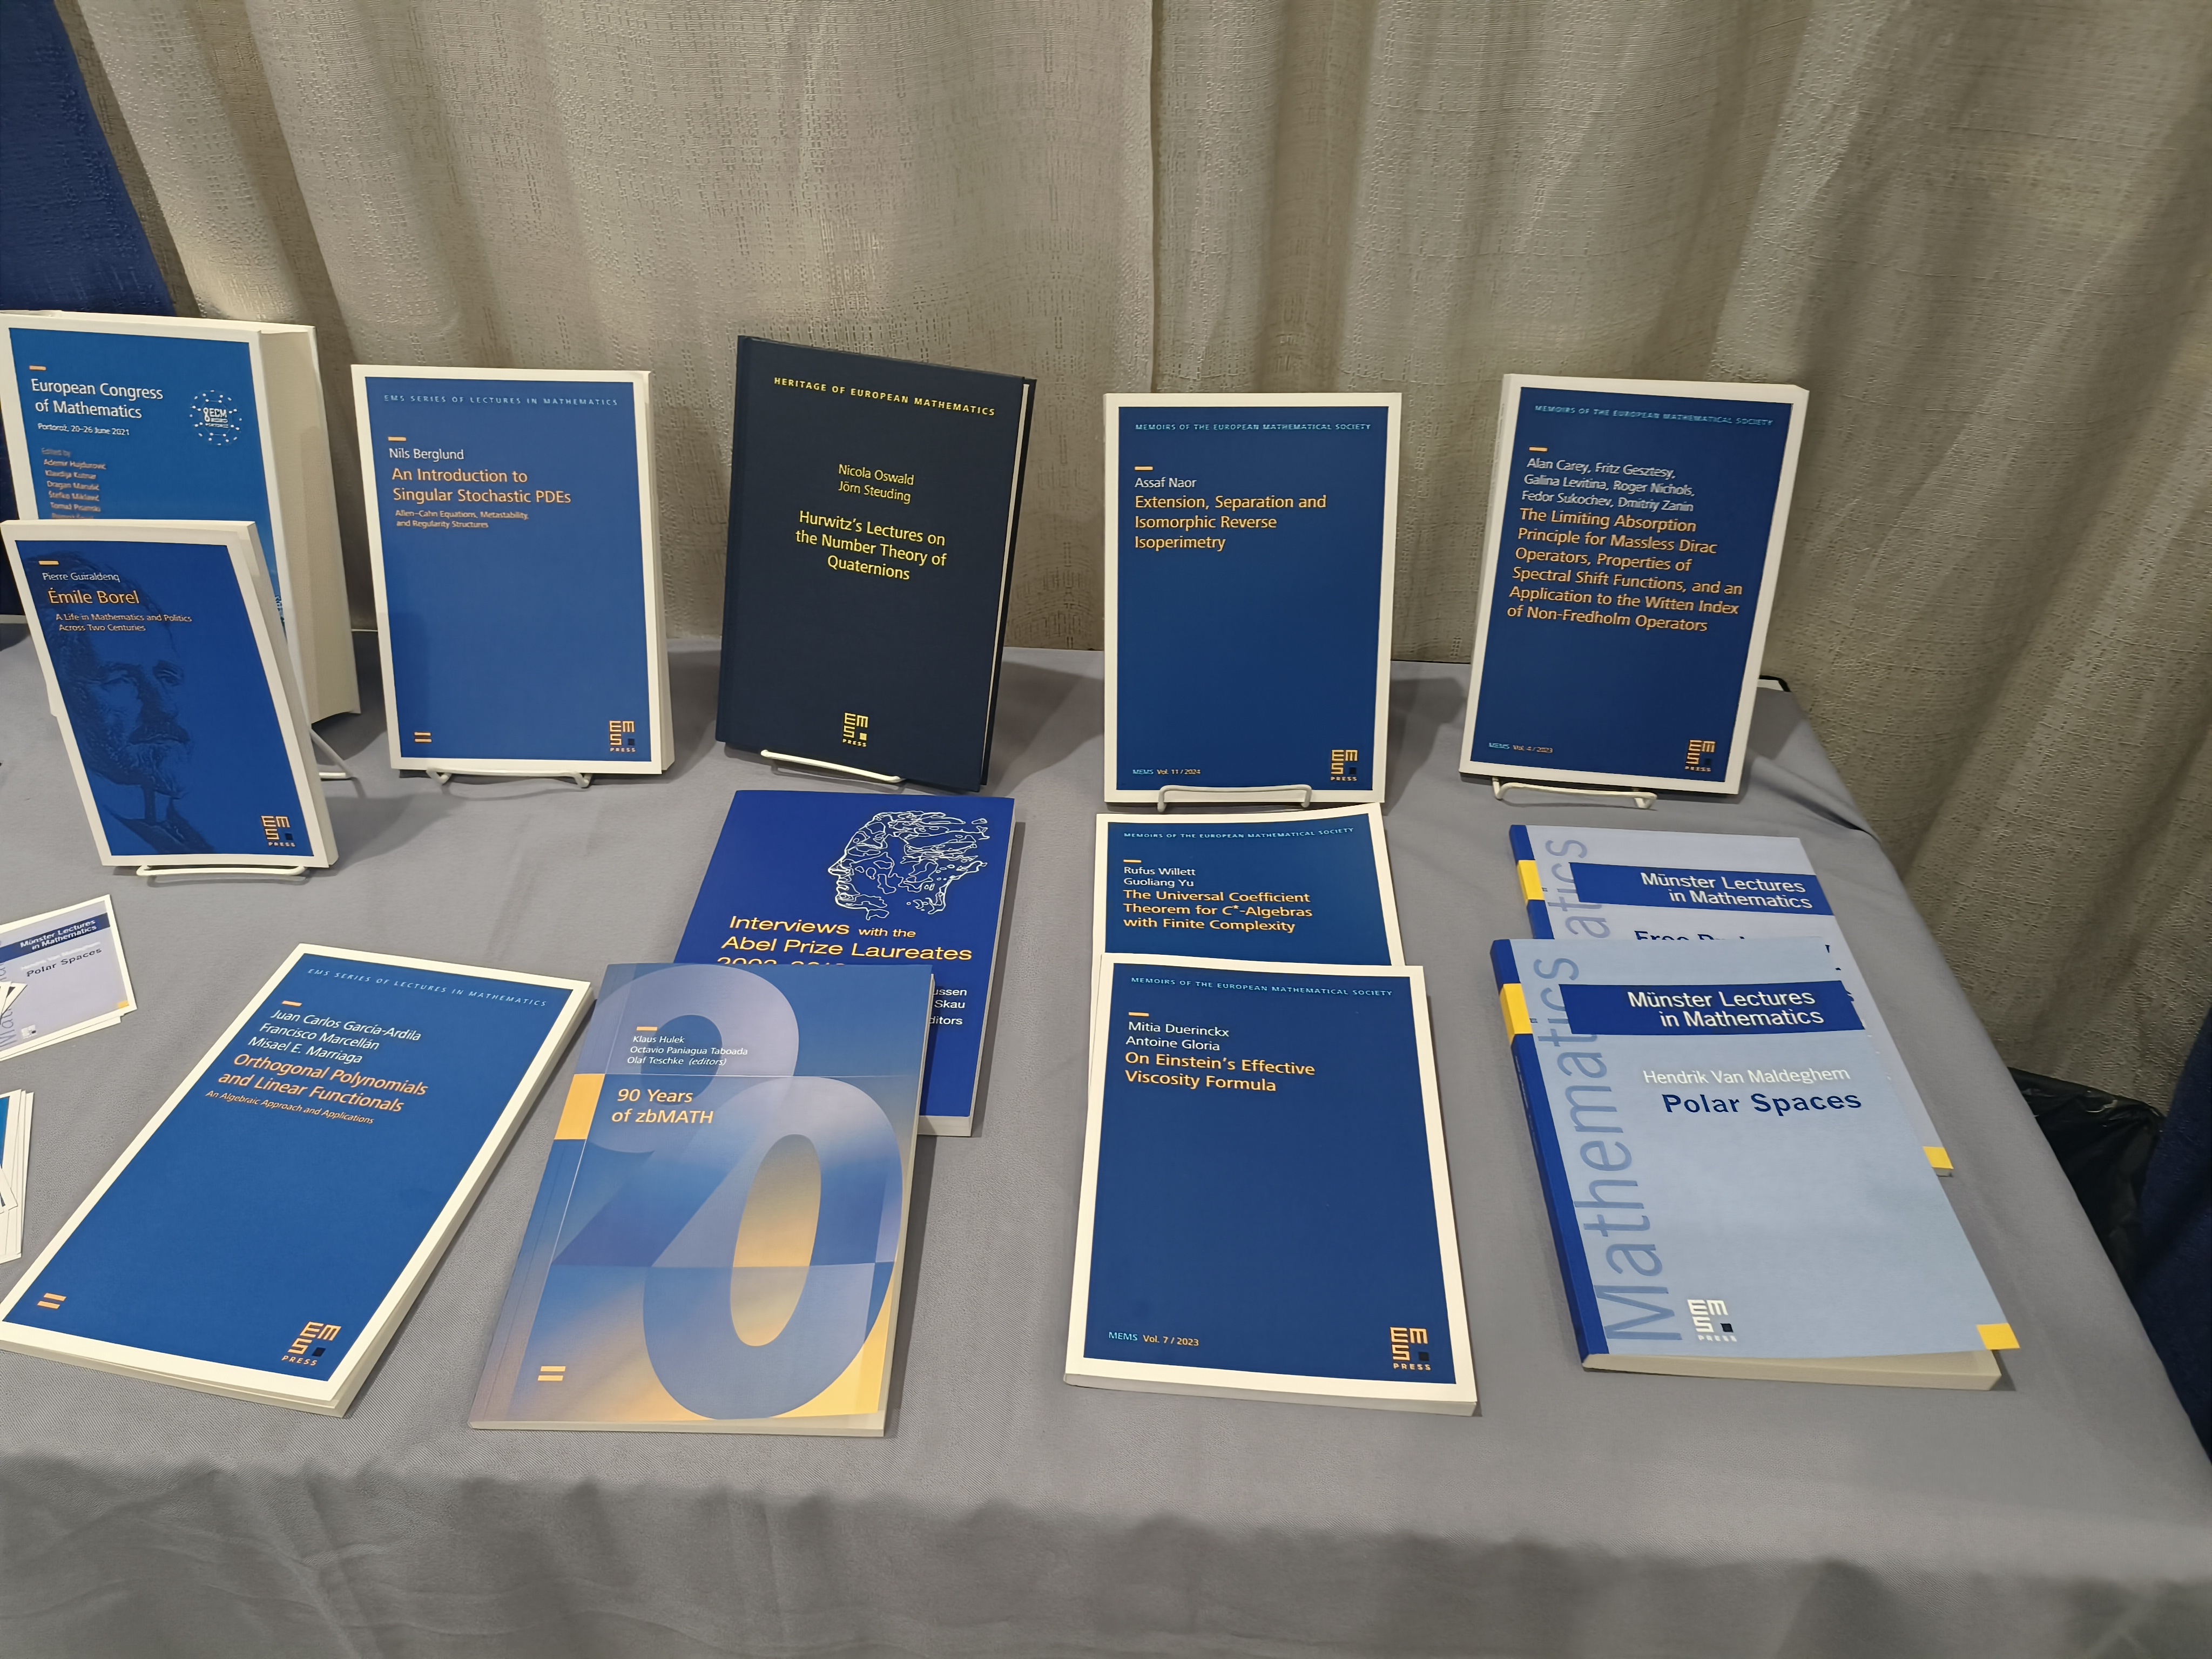 European Congress
of Mathematics
Portorož, 20–26 June 2021
8ECM
Edited by
Ademir Hujdurović
Klavdija Kutnar
Dragan Marušič
Štefko Miklavič
Tomaž Pisanski
Pierre Guiraldenq
Émile Borel
A Life in Mathematics and Politics
Across Two Centuries
EMS
PRESS
EMS SERIES OF LECTURES IN MATHEMATICS
Nils Berglund
An Introduction to
Singular Stochastic PDEs
Allen–Cahn Equations, Metastability,
and Regularity Structures
EMS
PRESS
HERITAGE OF EUROPEAN MATHEMATICS
Nicola Oswald
Jörn Steuding
Hurwitz's Lectures on
the Number Theory of
Quaternions
EMS
PRESS
MEMOIRS OF THE EUROPEAN MATHEMATICAL SOCIETY
Assaf Naor
Extension, Separation and
Isomorphic Reverse
Isoperimetry
MEMS Vol. 11 / 2024
EMS
PRESS
MEMOIRS OF THE EUROPEAN MATHEMATICAL SOCIETY
Alan Carey, Fritz Gesztesy,
Galina Levitina, Roger Nichols,
Fedor Sukochev, Dmitriy Zanin
The Limiting Absorption
Principle for Massless Dirac
Operators, Properties of
Spectral Shift Functions, and an
Application to the Witten Index
of Non-Fredholm Operators
MEMS Vol. 4 / 2023
EMS
PRESS
Münster Lectures
in Mathematics
Polar Spaces
EMS SERIES OF LECTURES IN MATHEMATICS
Juan Carlos García-Ardila
Francisco Marcellán
Misael E. Marriaga
Orthogonal Polynomials
and Linear Functionals
An Algebraic Approach and Applications
EMS
PRESS
Interviews with the
Abel Prize Laureates
Skau
Klaus Hulek
Octavio Paniagua Taboada
Olaf Teschke (editors)
90 Years
of zbMATH
90
MEMOIRS OF THE EUROPEAN MATHEMATICAL SOCIETY
Rufus Willett
Guoliang Yu
The Universal Coefficient
Theorem for C*-Algebras
with Finite Complexity
MEMOIRS OF THE EUROPEAN MATHEMATICAL SOCIETY
Mitia Duerinckx
Antoine Gloria
On Einstein's Effective
Viscosity Formula
MEMS Vol. 7 / 2023
EMS
PRESS
Münster Lectures
in Mathematics
Mathematics
Münster Lectures
in Mathematics
Hendrik Van Maldeghem
Polar Spaces
EMS
PRESS